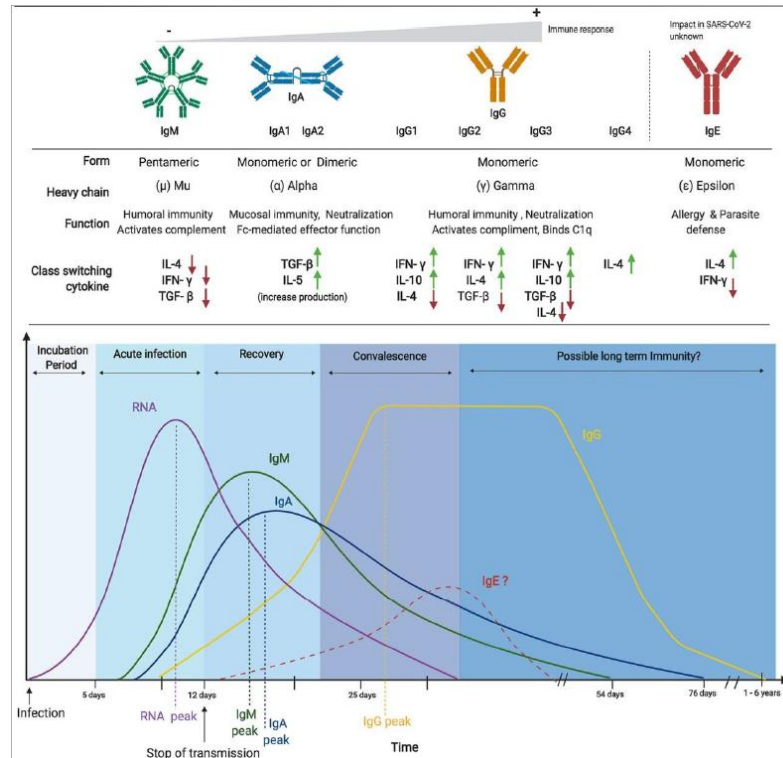 -
+
Immune response
Impact in SARS-CoV-2
unknown
IgA
IgG
IgM
IgA1 IgA2
IgG1 IgG2 IgG3 IgG4
IgE
Form Pentameric Monomeric or Dimeric Monomeric Monomeric
Heavy chain (μ) Mu (α) Alpha (γ) Gamma (ε) Epsilon
Function Humoral immunity Mucosal immunity, Neutralization Humoral immunity , Neutralization Allergy & Parasite
Activates complement Fc-mediated effector function Activates compliment, Binds C1q defense
Class switching
cytokine
IL-4
IFN- γ
TGF- β
TGF-β
IL-5
(increase production)
IFN- γ
IL-10
IL-4
IFN- γ
IL-4
TGF-β
IFN- γ
IL-10
TGF-β
IL-4
IL-4
IL-4
IFN-γ
Incubation
Period
Acute infection
Recovery
Convalescence
Possible long term Immunity?
RNA
IgM
IgA
IgG
IgE ?
5 days
12 days
25 days
54 days
76 days
1 - 6 years
Infection
RNA peak
Stop of transmission
IgM
peak
IgA
peak
IgG peak
Time